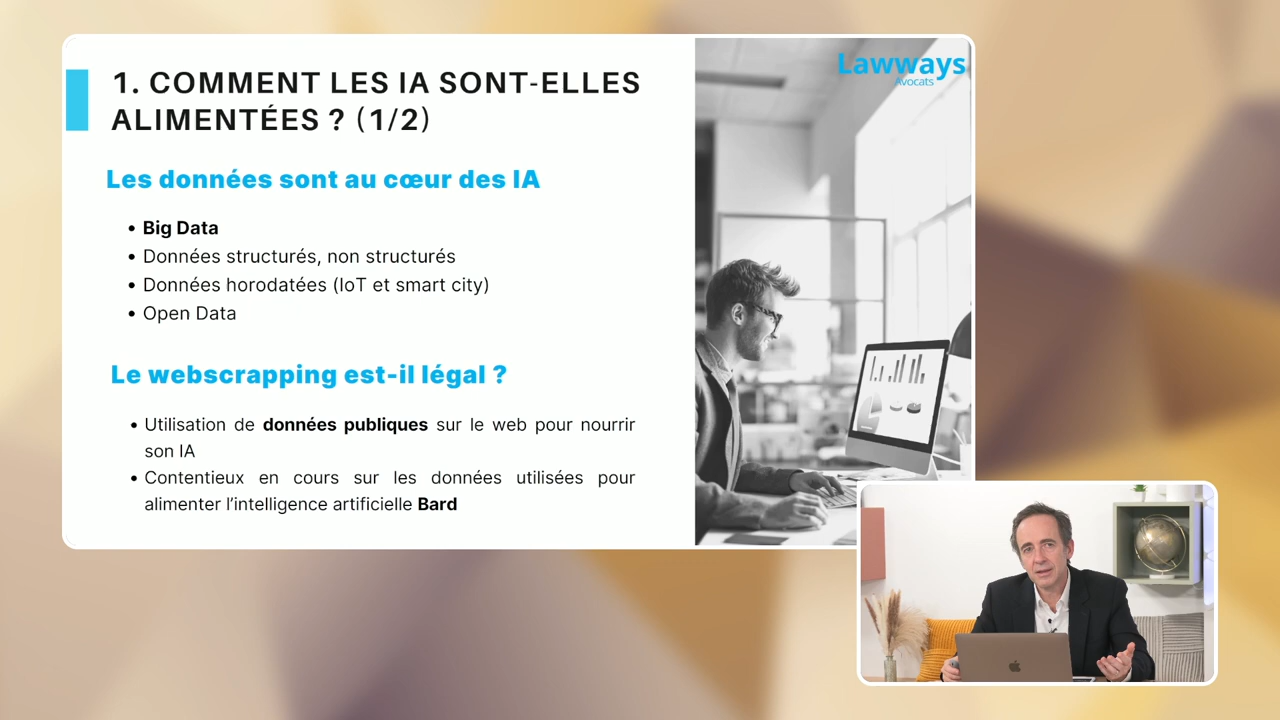 1. COMMENT LES IA SONT-ELLES
ALIMENTÉES ? (1/2)
Lawways
Avocats
Les données sont au cœur des IA
• Big Data
• Données structurés, non structurés
• Données horodatées (IoT et smart city)
• Open Data
Le webscrapping est-il légal ?
• Utilisation de données publiques sur le web pour nourrir
son IA
• Contentieux en cours sur les données utilisées pour
alimenter l’intelligence artificielle Bard